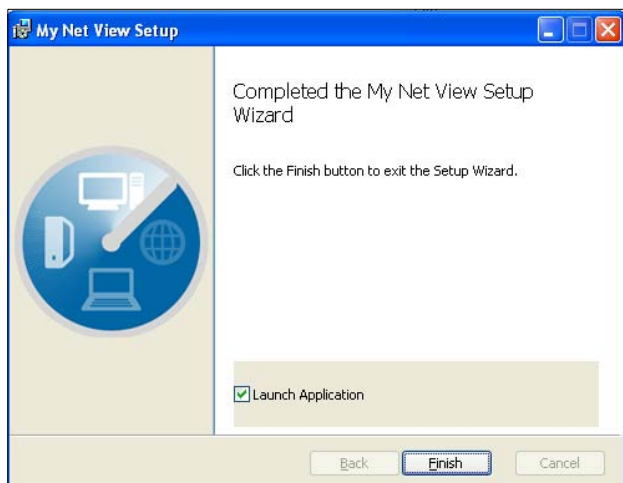 My Net View Setup
Completed the My Net View Setup
Wizard
Click the Finish button to exit the Setup Wizard.
Launch Application
Back
Finish
Cancel